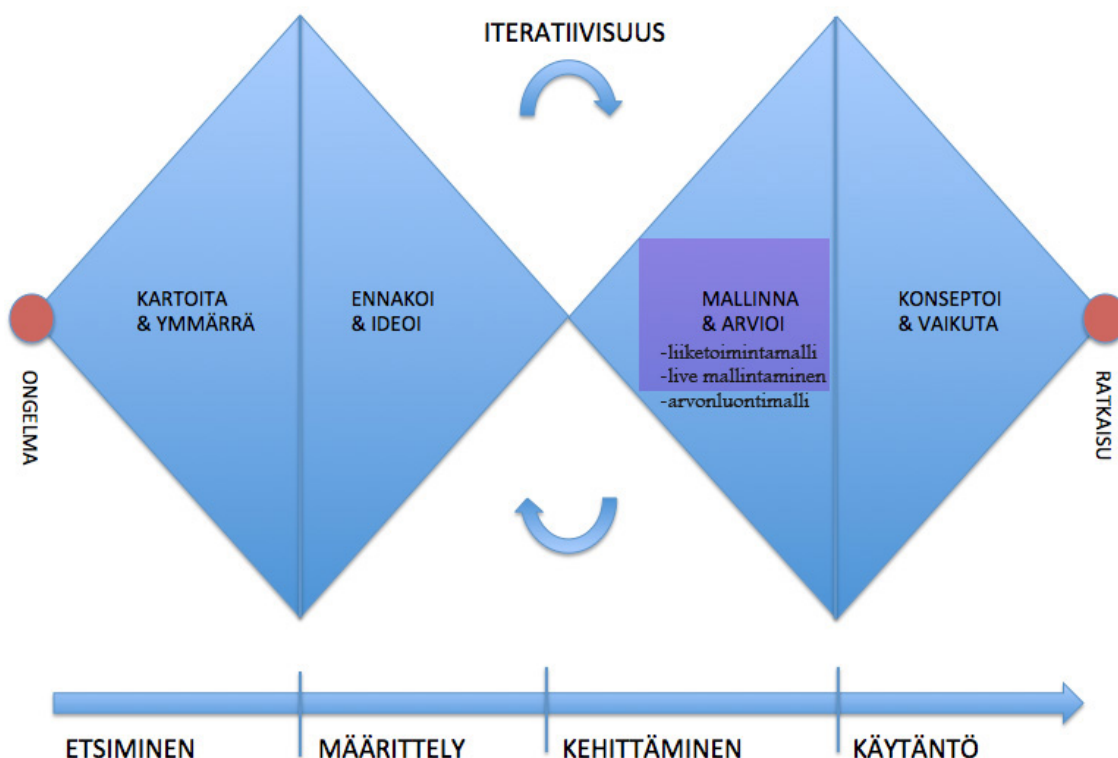 ITERATIIVISUUS
KARTOITA
& YMMÄRRÄ
ENNAKOI
& IDEOI
MALLINNA
& ARVIOI
-liiketoimintamalli
-live mallintaminen
-arvonluontimalli
KONSEPTOI
& VAIKUTA
ONGELMA
RATKAISU
ETSIMINEN
MÄÄRITTELY
KEHITTÄMINEN
KÄYTÄNTÖ